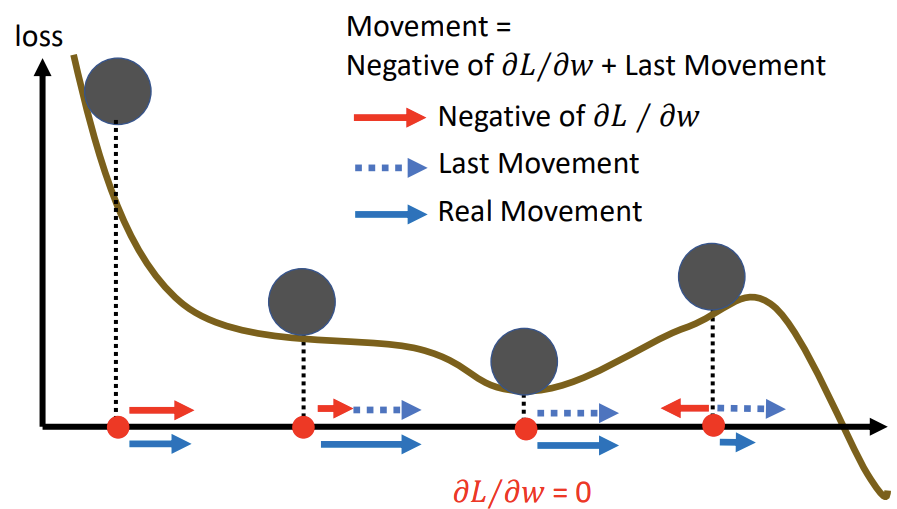 loss
Movement =
Negative of ∂L/∂w + Last Movement
Negative of ∂L / ∂w
Last Movement
Real Movement
∂L/∂w = 0